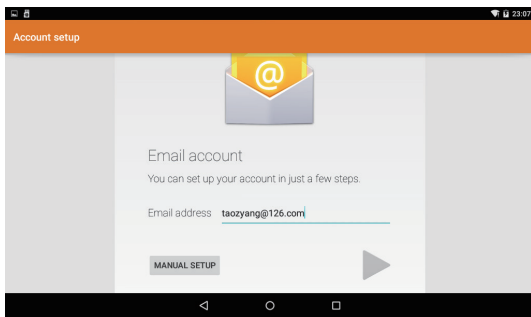 23:07
Account setup
@
Email account
You can set up your account in just a few steps.
Email address taozyang@126.com
MANUAL SETUP